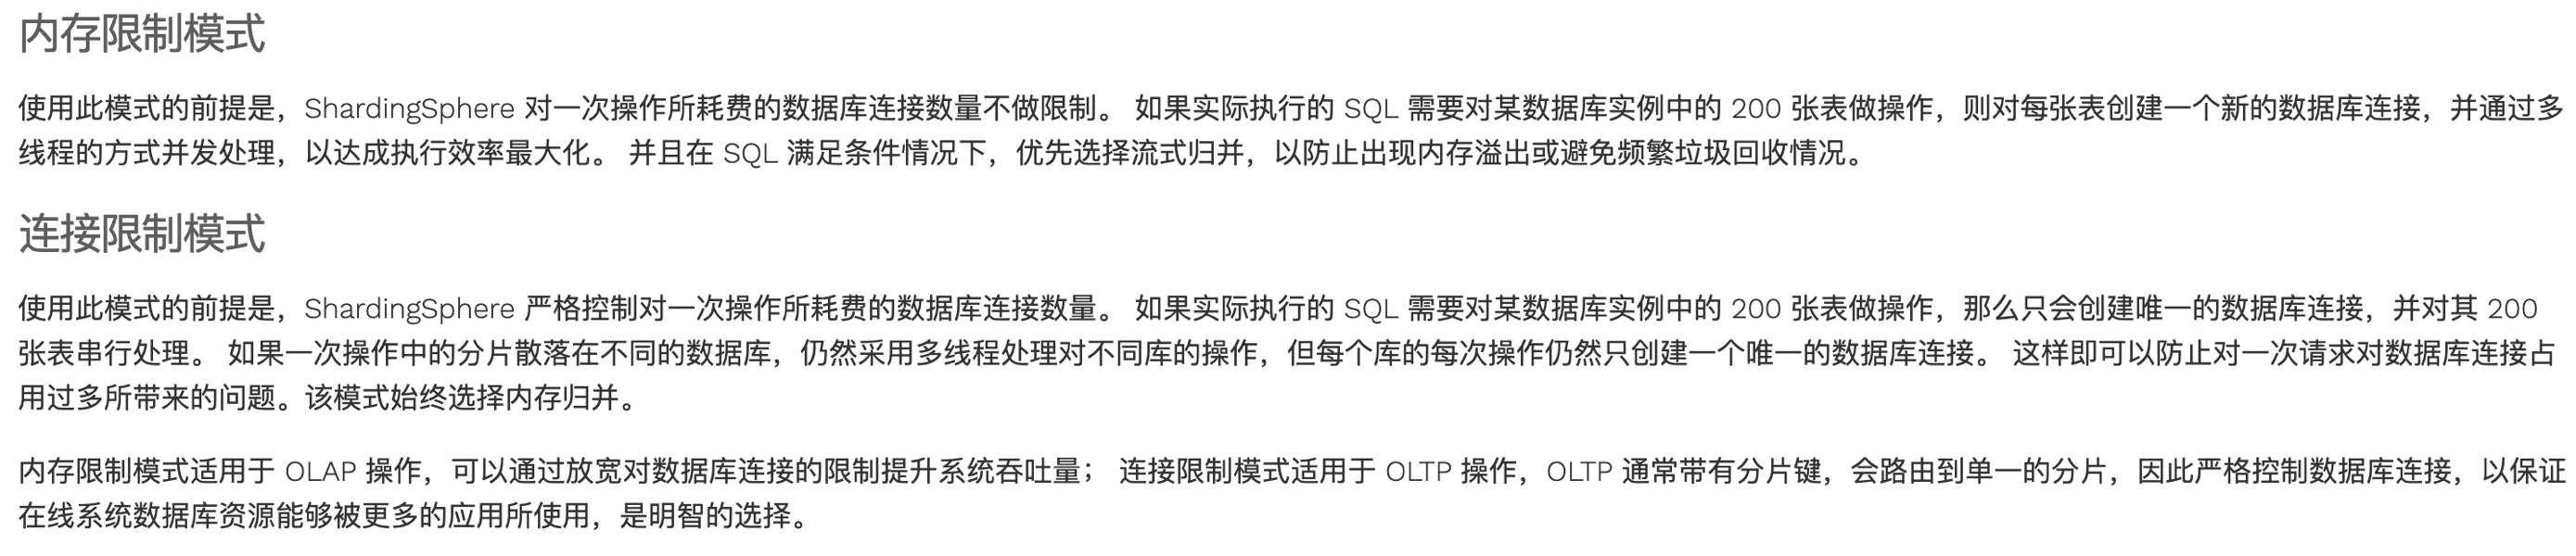 内存限制模式
使用此模式的前提是，ShardingSphere 对一次操作所耗费的数据库连接数量不做限制。 如果实际执行的 SQL 需要对某数据库实例中的 200 张表做操作，则对每张表创建一个新的数据库连接，并通过多
线程的方式并发处理，以达成执行效率最大化。 并且在 SQL 满足条件情况下，优先选择流式归并，以防止出现内存溢出或避免频繁垃圾回收情况。
连接限制模式
使用此模式的前提是，ShardingSphere 严格控制对一次操作所耗费的数据库连接数量。 如果实际执行的 SQL 需要对某数据库实例中的 200 张表做操作，那么只会创建唯一的数据库连接，并对其 200
张表串行处理。 如果一次操作中的分片散落在不同的数据库，仍然采用多线程处理对不同库的操作，但每个库的每次操作仍然只创建一个唯一的数据库连接。 这样即可以防止对一次请求对数据库连接占
用过多所带来的问题。该模式始终选择内存归并。
内存限制模式适用于 OLAP 操作，可以通过放宽对数据库连接的限制提升系统吞吐量； 连接限制模式适用于 OLTP 操作，OLTP 通常带有分片键，会路由到单一的分片，因此严格控制数据库连接，以保证
在线系统数据库资源能够被更多的应用所使用，是明智的选择。